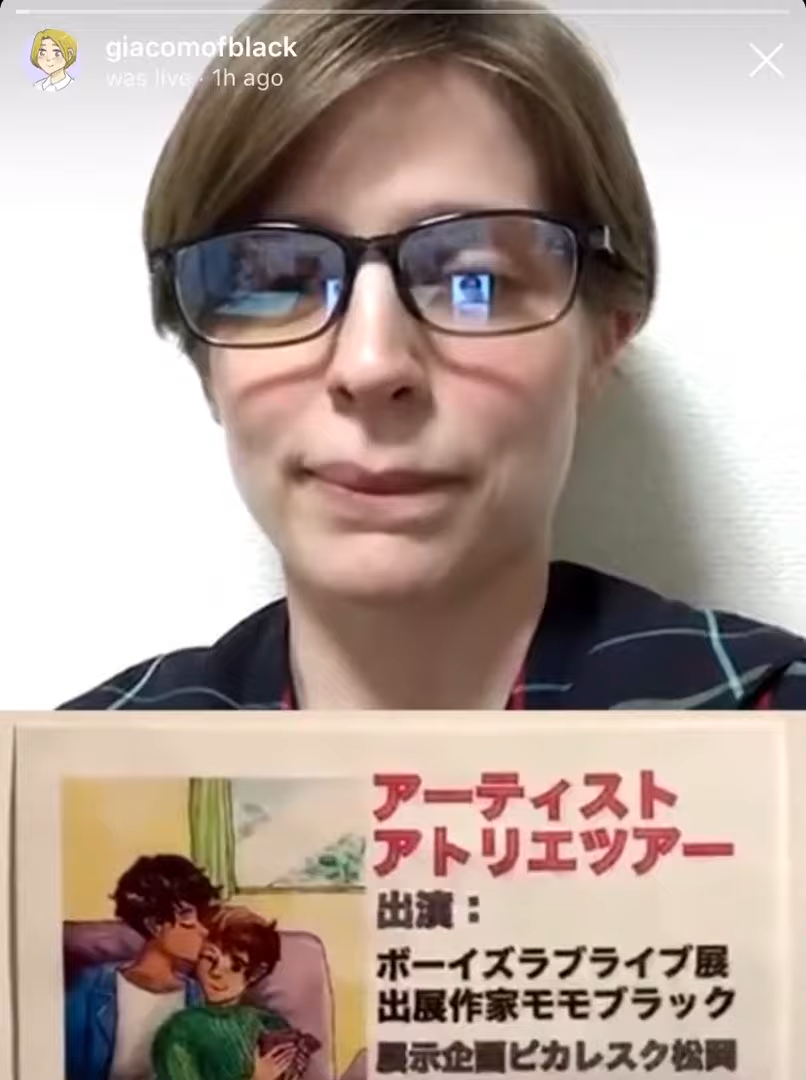 giacomofblack
was live · 1h ago
アーティスト
アトリエツアー
出演：
ボーイズラブライブ展
出展作家モモブラック
展示企画ピカレスク松岡